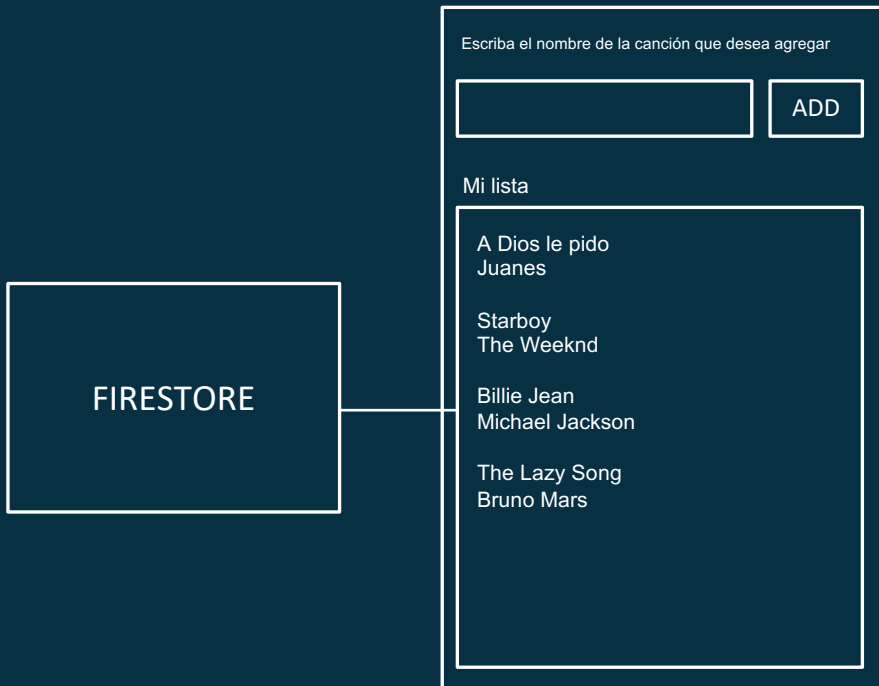 Escriba el nombre de la canción que desea agregar
ADD
Mi lista
A Dios le pido
Juanes
Starboy
The Weeknd
Billie Jean
Michael Jackson
The Lazy Song
Bruno Mars
FIRESTORE